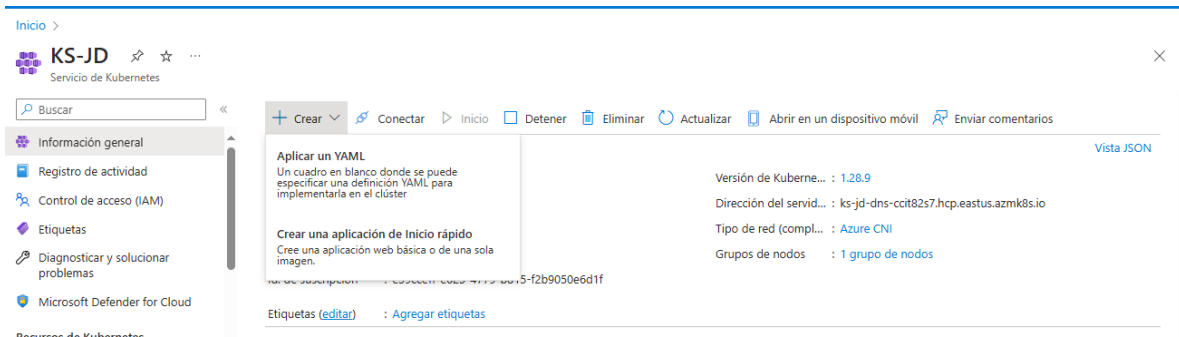 Inicio >
KS-JD
Servicio de Kubernetes
Buscar
Información general
Registro de actividad
Control de acceso (IAM)
Etiquetas
Diagnosticar y solucionar
problemas
Microsoft Defender for Cloud
Crear
Conectar
Inicio
Detener
Eliminar
Actualizar
Abrir en un dispositivo móvil
Enviar comentarios
Aplicar un YAML
Un cuadro en blanco donde se puede
especificar una definición YAML para
implementarla en el clúster
Crear una aplicación de Inicio rápido
Cree una aplicación web básica o de una sola
imagen.
Vista JSON
Versión de Kuberne... : 1.28.9
Dirección del servid... : ks-jd-dns-ccit82s7.hcp.eastus.azmk8s.io
Tipo de red (compl... : Azure CNI
Grupos de nodos : 1 grupo de nodos
Etiquetas (editar) : Agregar etiquetas